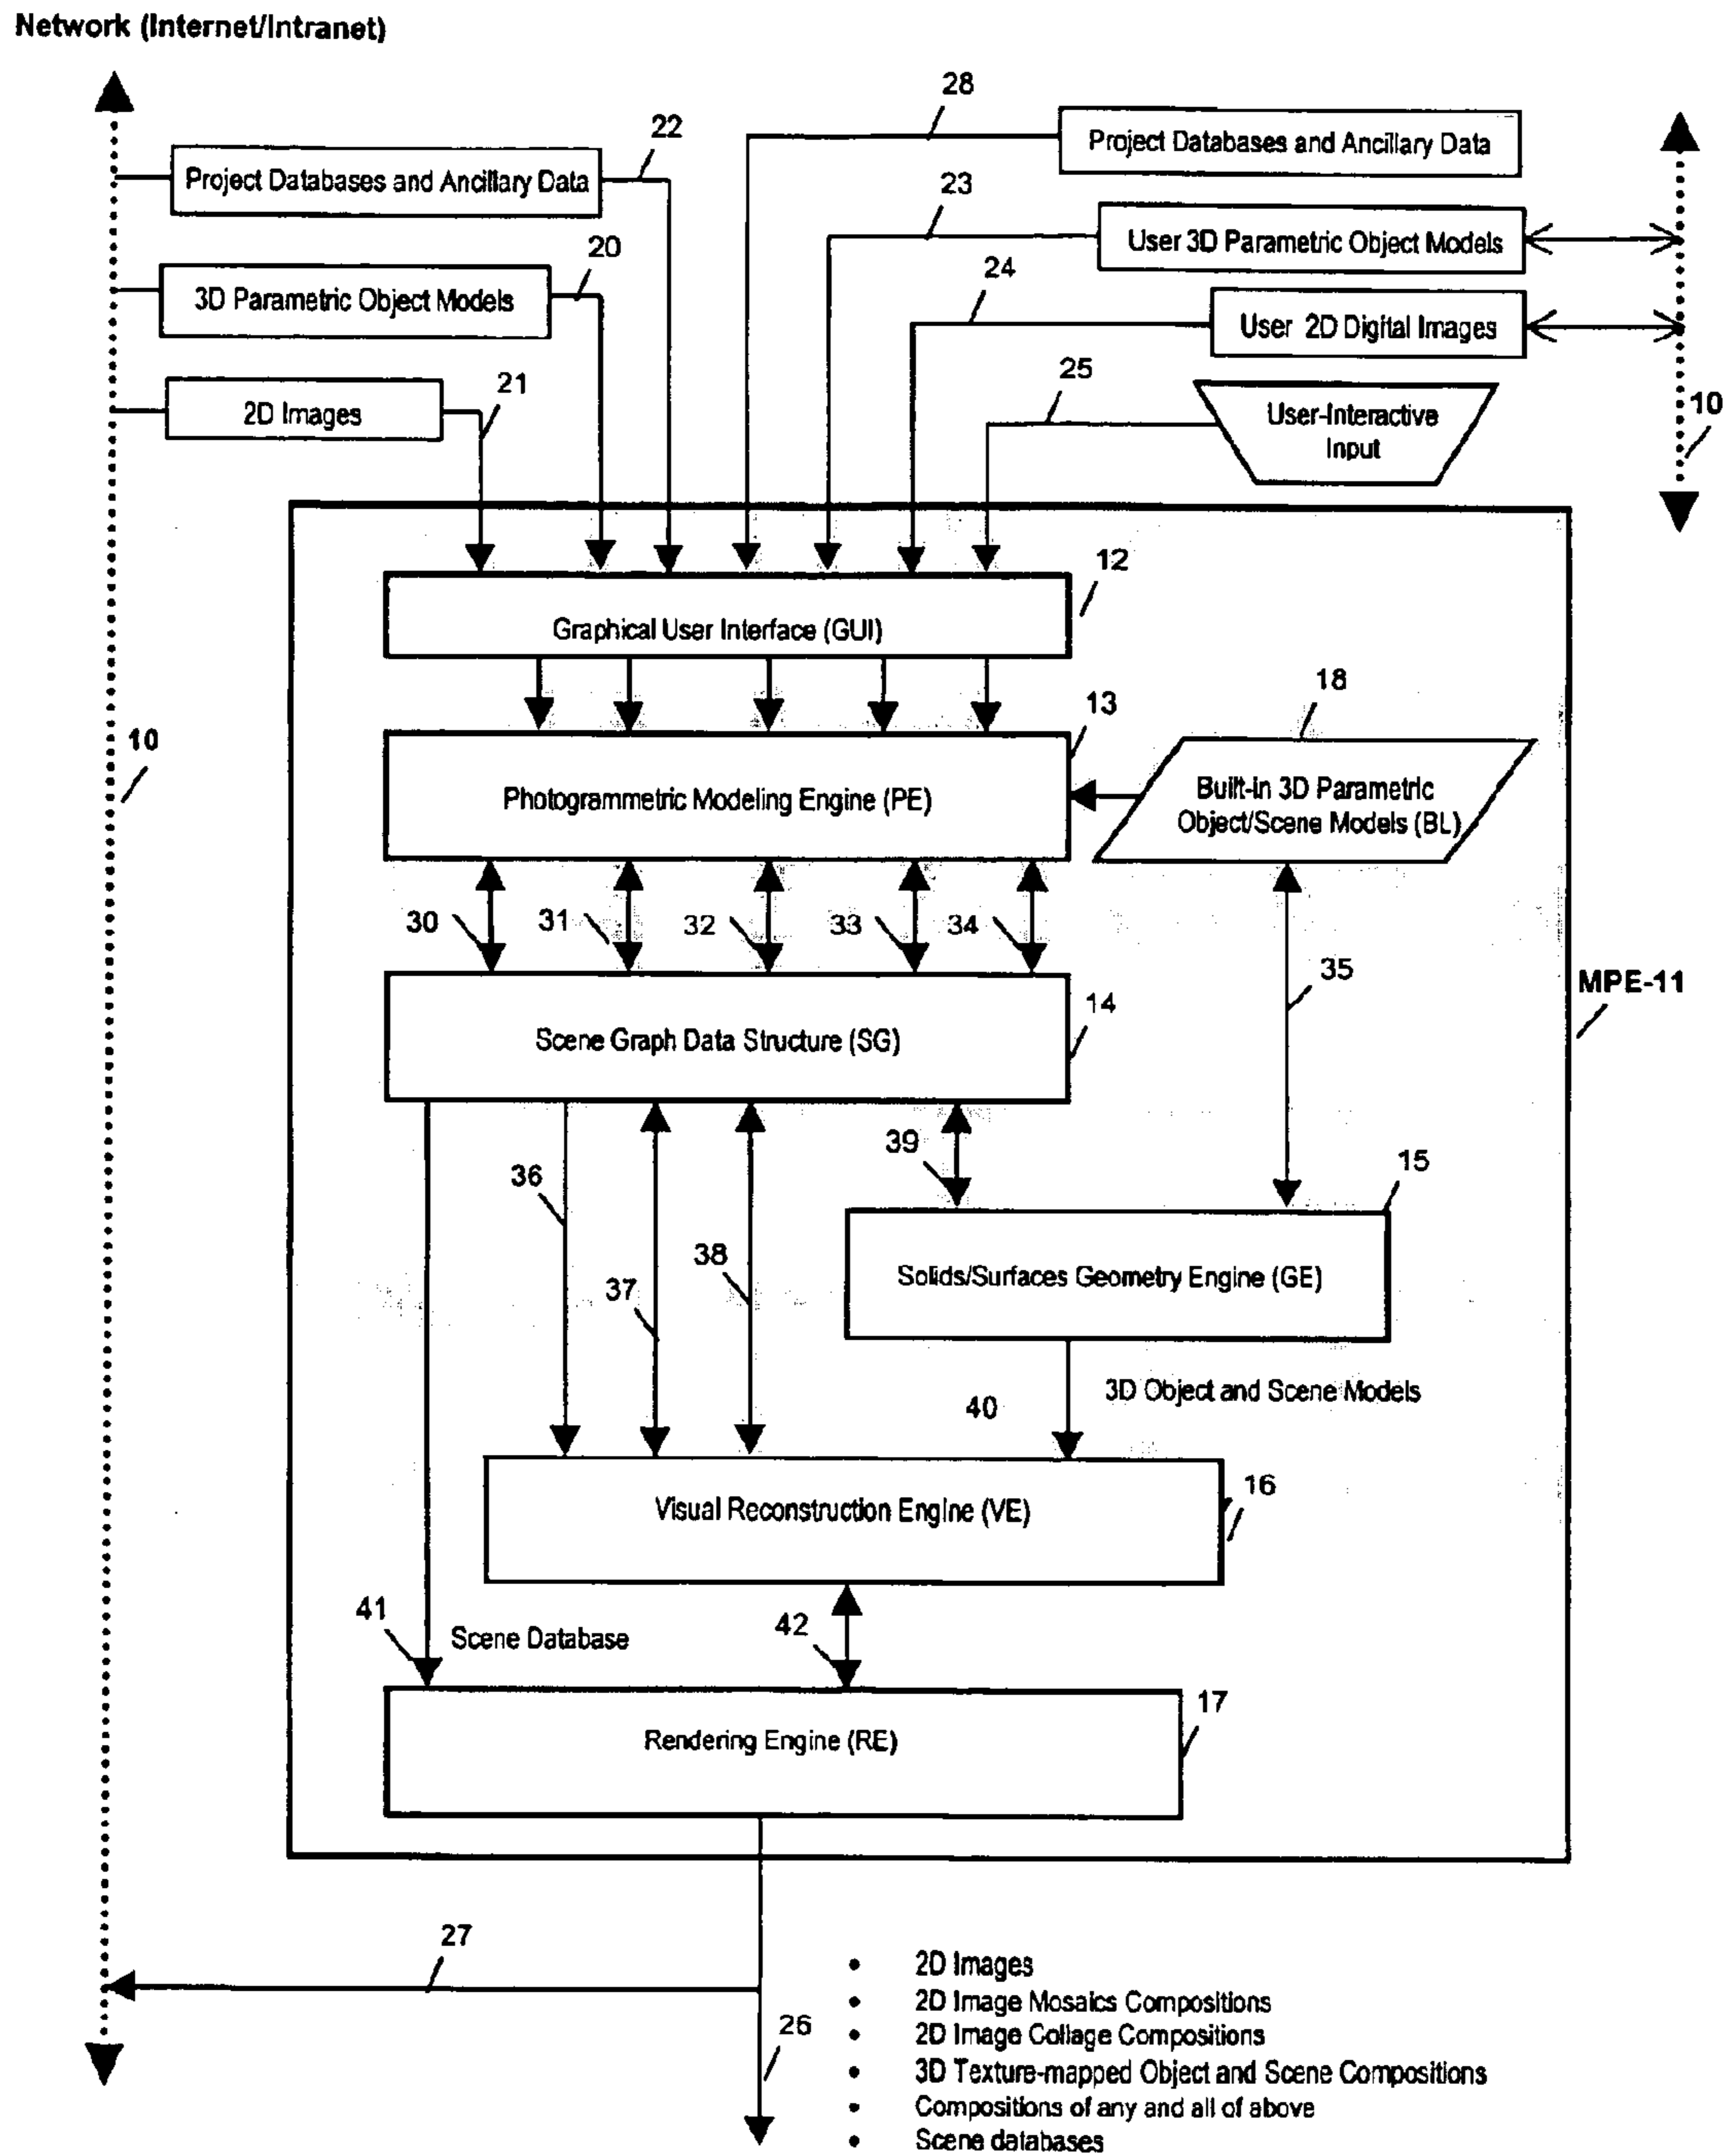 Network (Internet/Intranet)
28
22
Project Databases and Ancillary Data
Project Databases and Ancillary Data
23
20
User 3D Parametric Object Models
24
3D Parametric Object Models
User 2D Digital Images
21
25
2D Images
User-Interactive
Input
10
12
Graphical User Interface (GUI)
18
13
10
Built-in 3D Parametric
Object/Scene Models (BL)
Photogrammetric Modeling Engine (PE)
30
31
32
33
34
35
MPE-11
14
Scene Graph Data Structure (SG)
39
15
36
38
Solids/Surfaces Geometry Engine (GE)
37
3D Object and Scene Models
40
16
Visual Reconstruction Engine (VE)
41
42
Scene Database
17
Rendering Engine (RE)
27
• 2D Images
• 2D Image Mosaics Compositions
26
• 2D Image Collage Compositions
• 3D Texture-mapped Object and Scene Compositions
• Compositions of any and all of above
• Scene databases